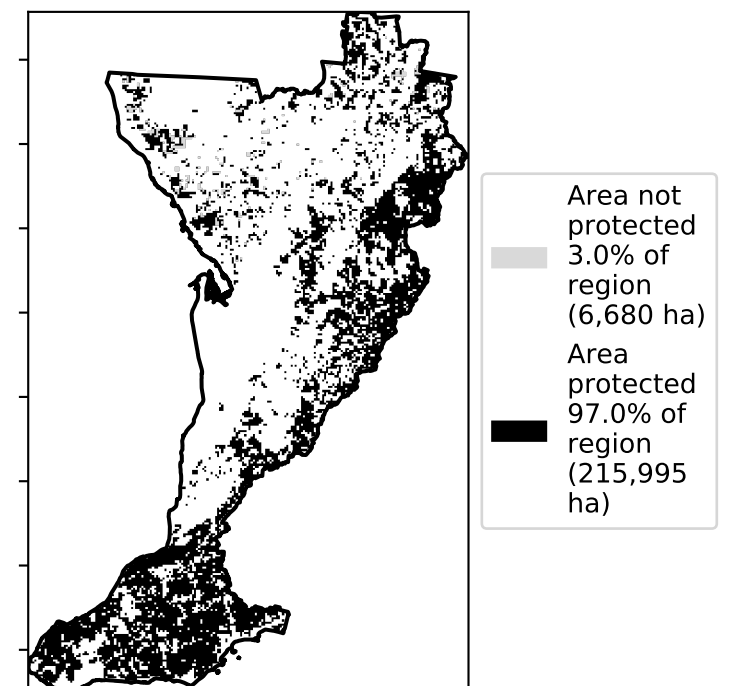 Area not
protected
3.0% of
region
(6,680 ha)
Area
protected
97.0% of
region
(215,995
ha)